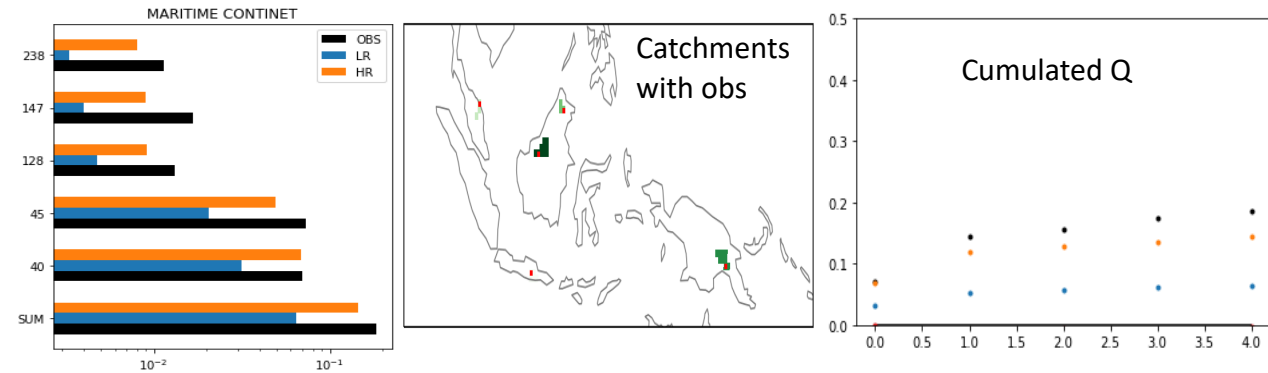 MARITIME CONTINET
238
147
128
45
40
SUM
10⁻²
10⁻¹
OBS
LR
HR
Catchments
with obs
Cumulated Q
0.5
0.4
0.3
0.2
0.1
0.0
0.0 0.5 1.0 1.5 2.0 2.5 3.0 3.5 4.0